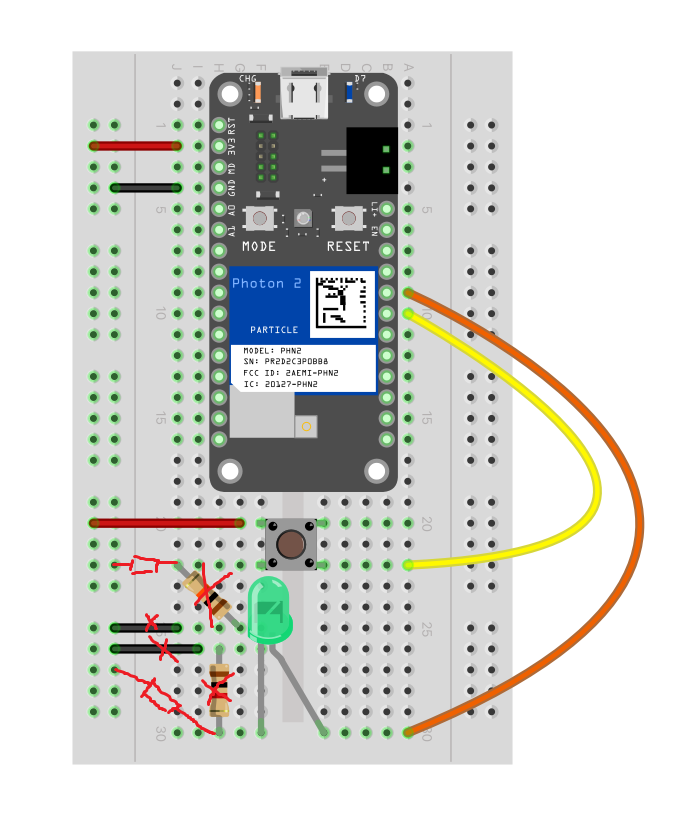 J I H G F E D C B A
CHG D7
1 RST 1
3V3
MD
GND
5 A0 LI+ 5
A1 EN
MODE RESET
Photon 2
10 10
PARTICLE
MODEL: PHN2
SN: PR2D2C3POBB8
FCC ID: 2AEMI-PHN2
IC: 20127-PHN2
15 15
20 20
25
30 30